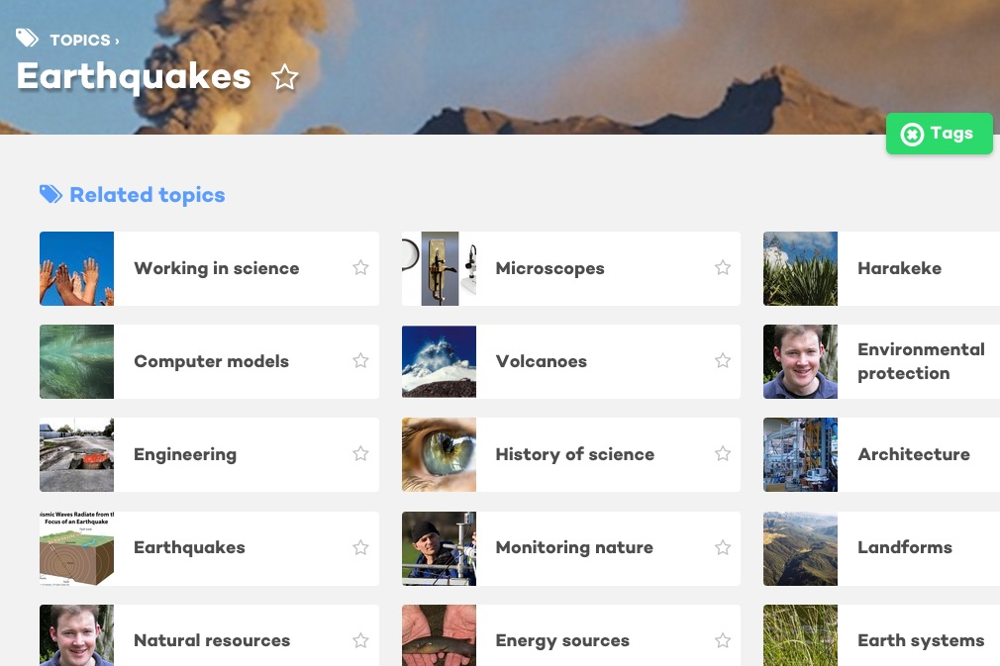 TOPICS ›
Earthquakes
Tags
Related topics
Working in science
Microscopes
Harakeke
Computer models
Volcanoes
Environmental
protection
Engineering
History of science
Architecture
ismic Waves Radiate from th
Focus of an Earthquake
Earthquakes
Monitoring nature
Landforms
Natural resources
Energy sources
Earth systems